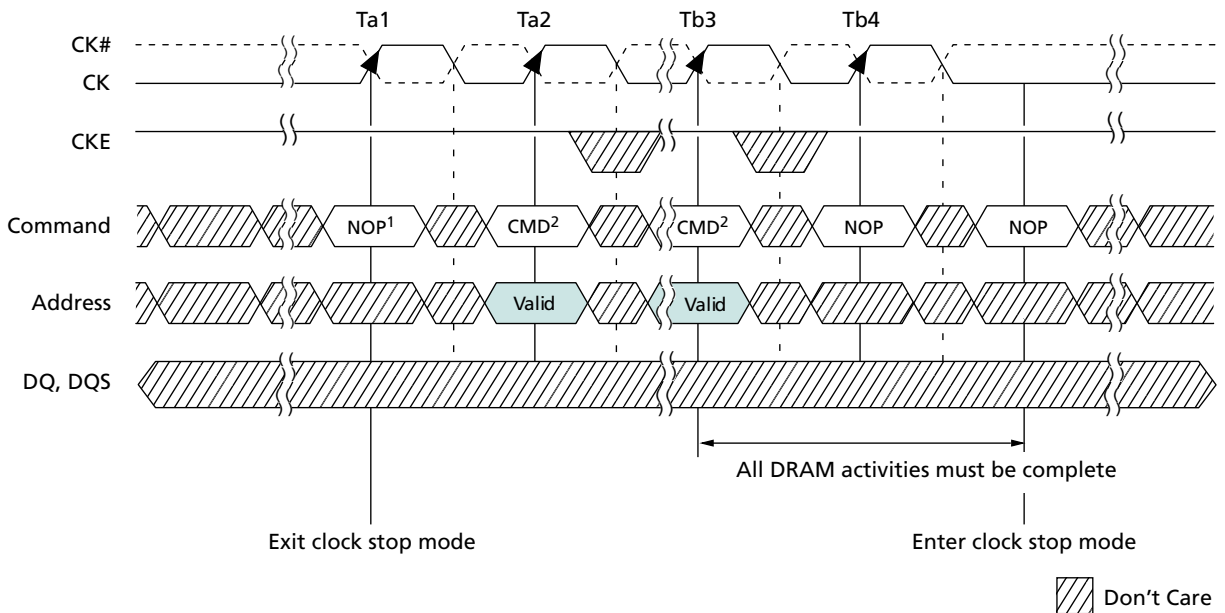 Ta1 Ta2 Tb3 Tb4
CK#
CK
CKE
Command NOP¹ CMD² CMD² NOP NOP
Address Valid Valid
DQ, DQS
All DRAM activities must be complete
Exit clock stop mode Enter clock stop mode
Don't Care